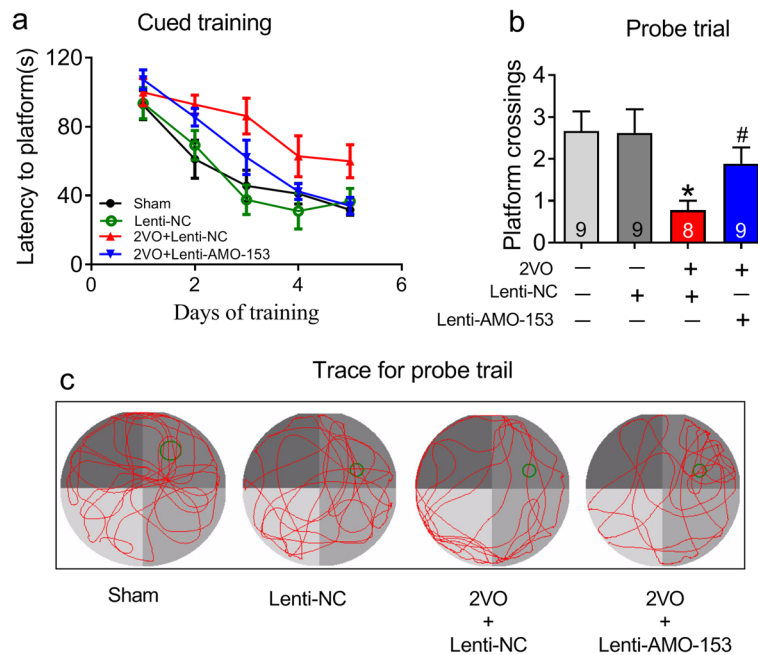 a
Cued training
Latency to platform(s)
120
80
40
0
0
2
4
6
Sham
Lenti-NC
2VO+Lenti-NC
2VO+Lenti-AMO-153
Days of training
b
Probe trial
Platform crossings
4
3
2
1
0
*
#
9
9
8
9
2VO — — + +
Lenti-NC — + + —
Lenti-AMO-153 — — — +
c
Trace for probe trail
Sham
Lenti-NC
2VO
+
Lenti-NC
2VO
+
Lenti-AMO-153